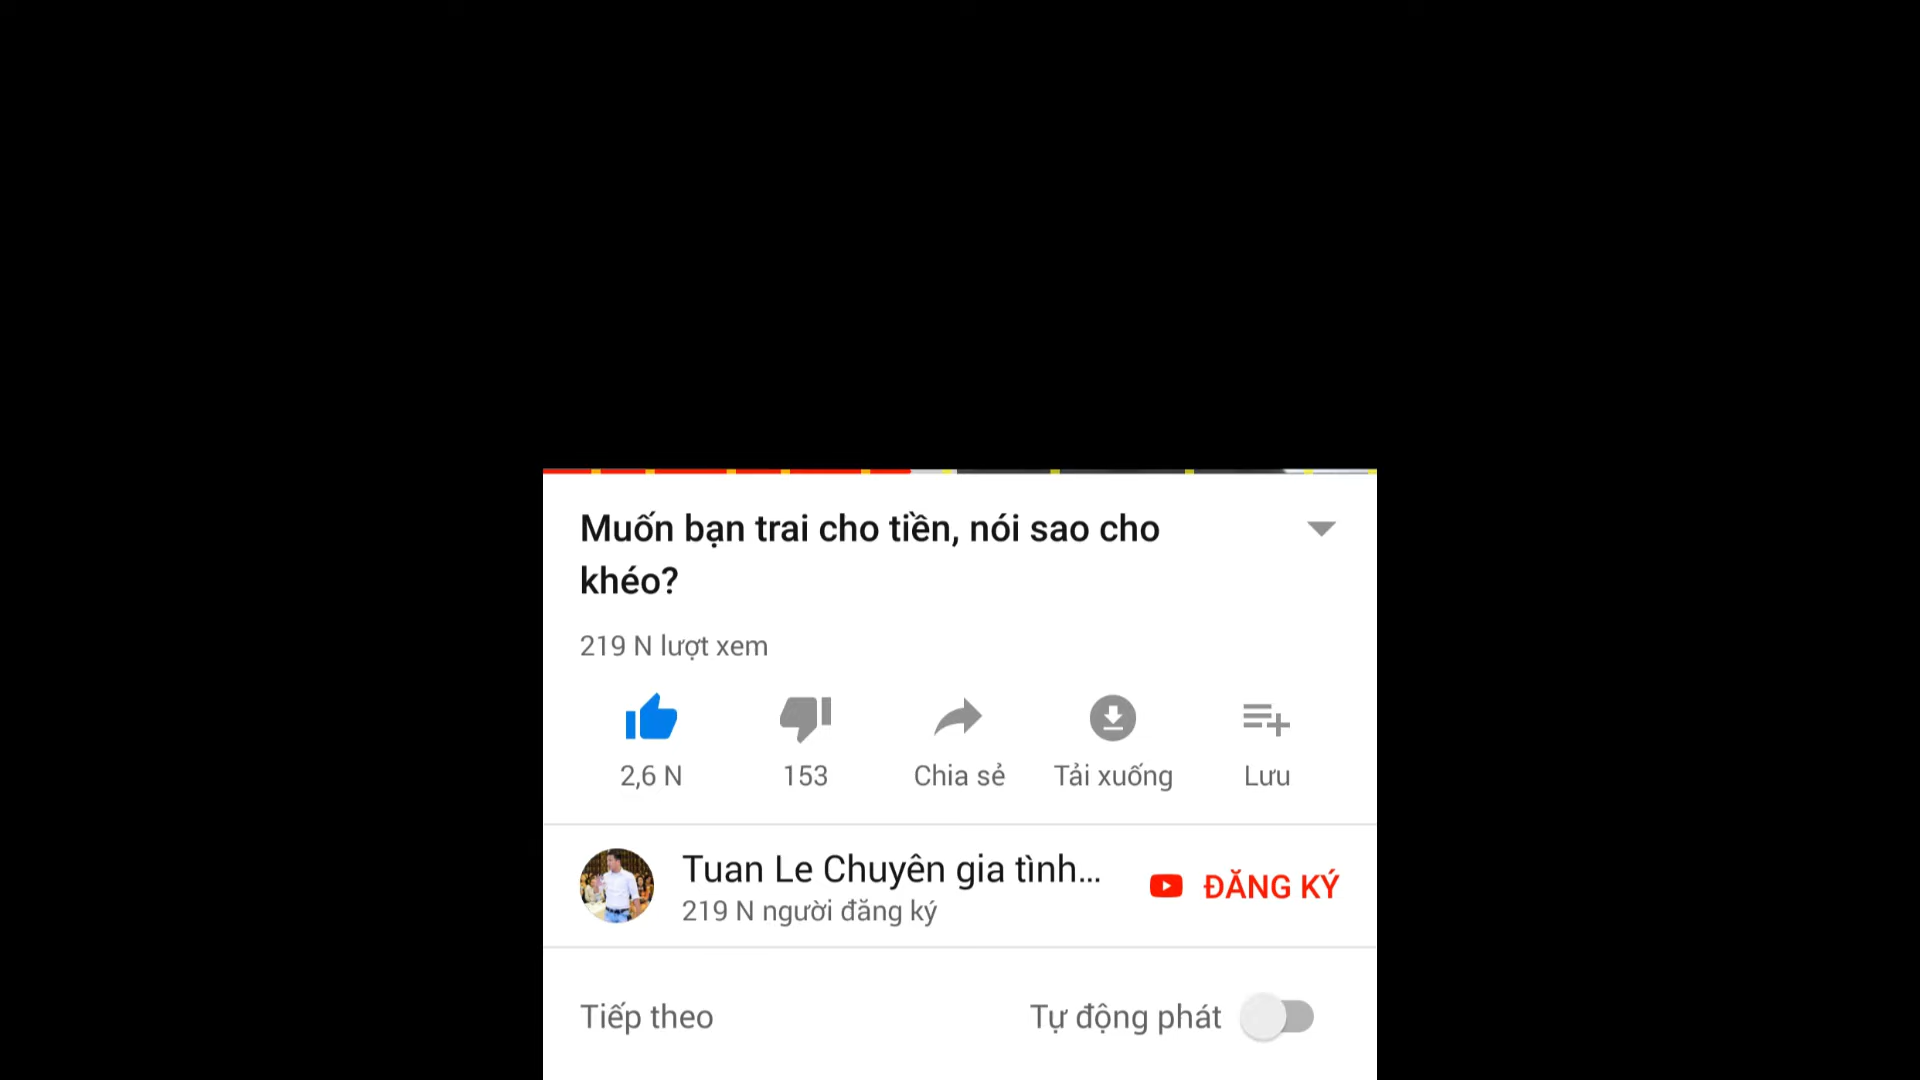 Muốn bạn trai cho tiền, nói sao cho
khéo?
219 N lượt xem
2,6 N
153
Chia sẻ
Tải xuống
Lưu
Tuan Le Chuyên gia tình...
219 N người đăng ký
ĐĂNG KÝ
Tiếp theo
Tự động phát